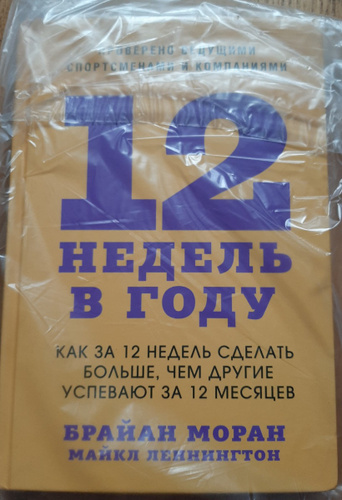 ПРОВЕРЕНО ВЕДУЩИМИ
СПОРТСМЕНАМИ И КОМПАНИЯМИ
12
НЕДЕЛЬ
В ГОДУ
КАК ЗА 12 НЕДЕЛЬ СДЕЛАТЬ
БОЛЬШЕ, ЧЕМ ДРУГИЕ
УСПЕВАЮТ ЗА 12 МЕСЯЦЕВ
БРАЙАН МОРАН
МАЙКЛ ЛЕННИНГТОН